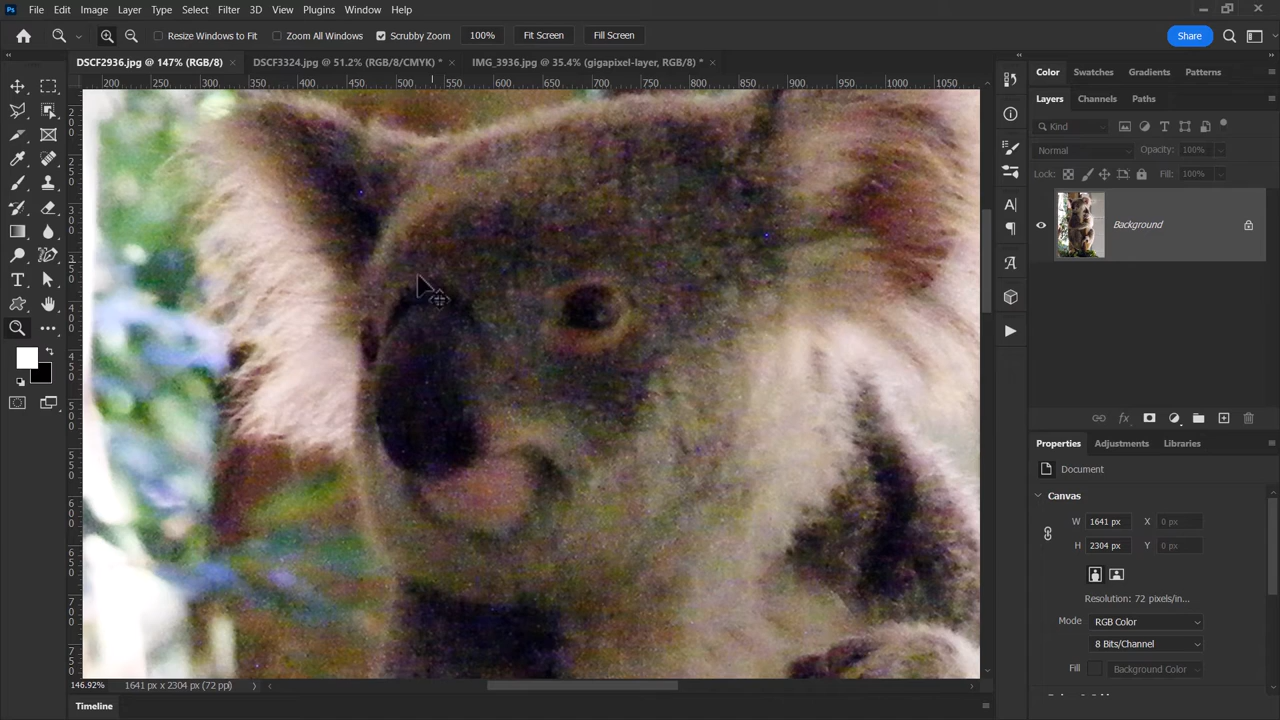 Ps File Edit Image Layer Type Select Filter 3D View Plugins Window Help
Resize Windows to Fit Zoom All Windows Scrubby Zoom 100% Fit Screen Fill Screen Share
DSCF2936.jpg @ 147% (RGB/8) × DSCF3324.jpg @ 51.2% (RGB/8/CMYK) * × IMG_3936.jpg @ 35.4% (gigapixel-layer, RGB/8) * ×
200 250 300 350 400 450 500 550 600 650 700 750 800 850 900 950 1000 1050
Color Swatches Gradients Patterns
Layers Channels Paths
Kind
Normal Opacity: 100%
Lock: Fill: 100%
Background
fx
Properties Adjustments Libraries
Document
Canvas
W 1641 px X 0 px
H 2304 px Y 0 px
Resolution: 72 pixels/in...
Mode RGB Color
8 Bits/Channel
Fill Background Color
146.92% 1641 px x 2304 px (72 ppi)
Timeline